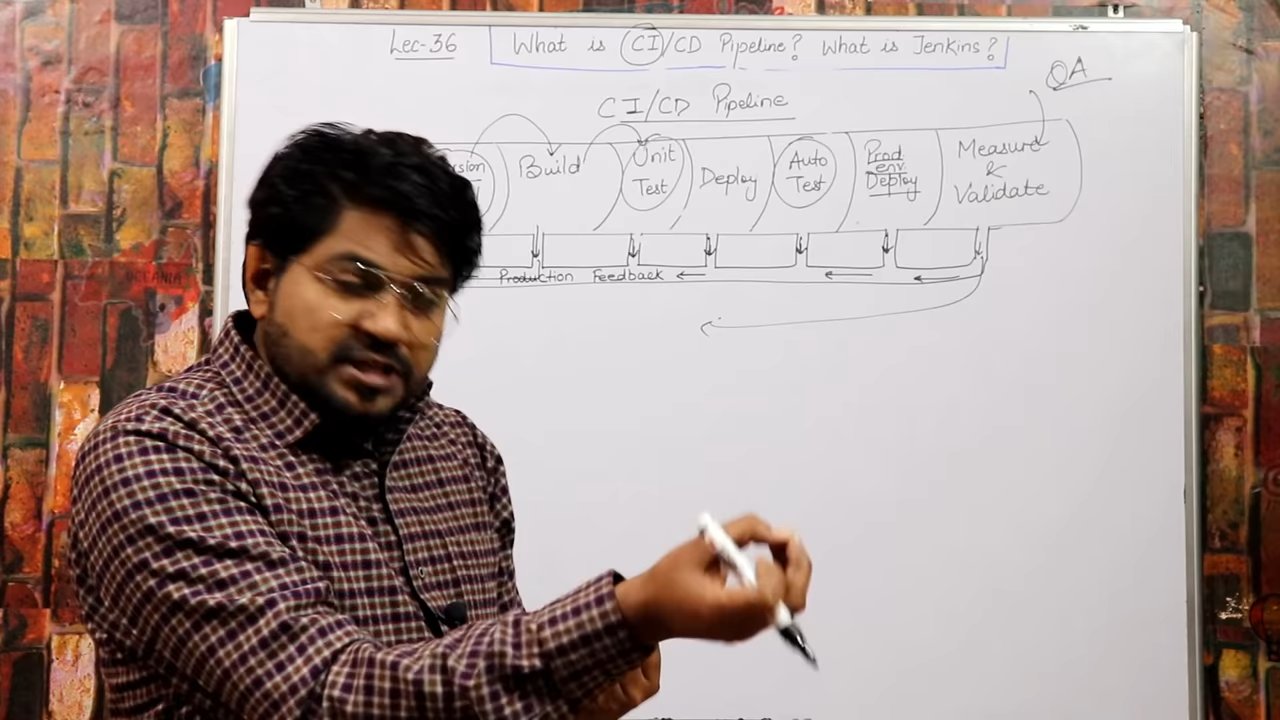 Lec-36 What is CI/CD Pipeline? What is Jenkins?
QA
CI/CD Pipeline
Build
Unit Test
Deploy
Auto Test
Prod env Deploy
Measure & Validate
Production Feedback